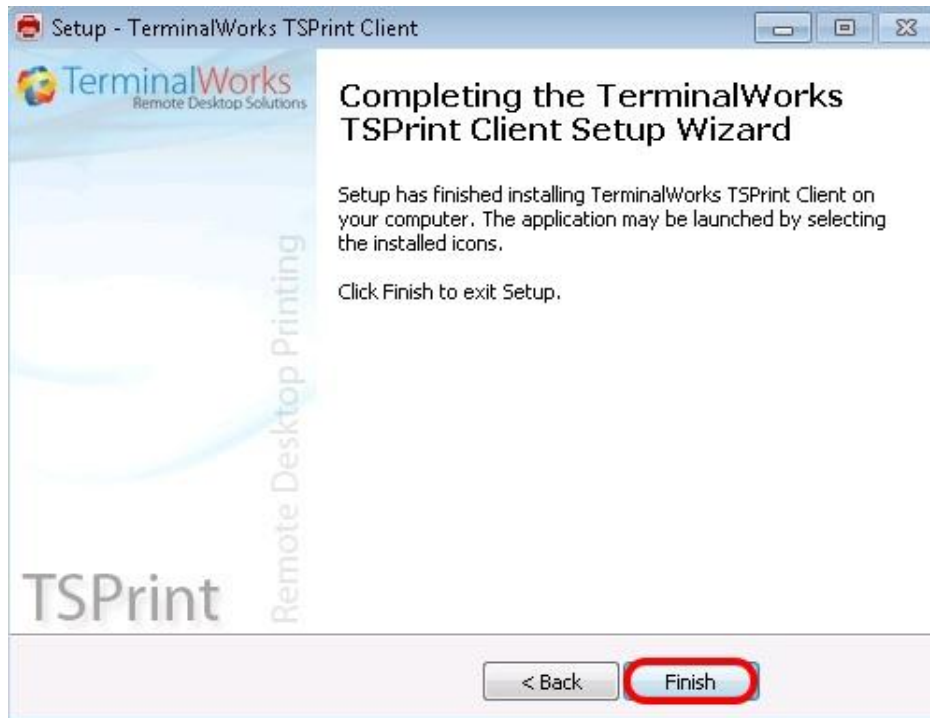 Setup - TerminalWorks TSPrint Client
TerminalWorks
Remote Desktop Solutions
Completing the TerminalWorks
TSPrint Client Setup Wizard
Setup has finished installing TerminalWorks TSPrint Client on
your computer. The application may be launched by selecting
the installed icons.
Click Finish to exit Setup.
Remote Desktop Printing
TSPrint
< Back
Finish